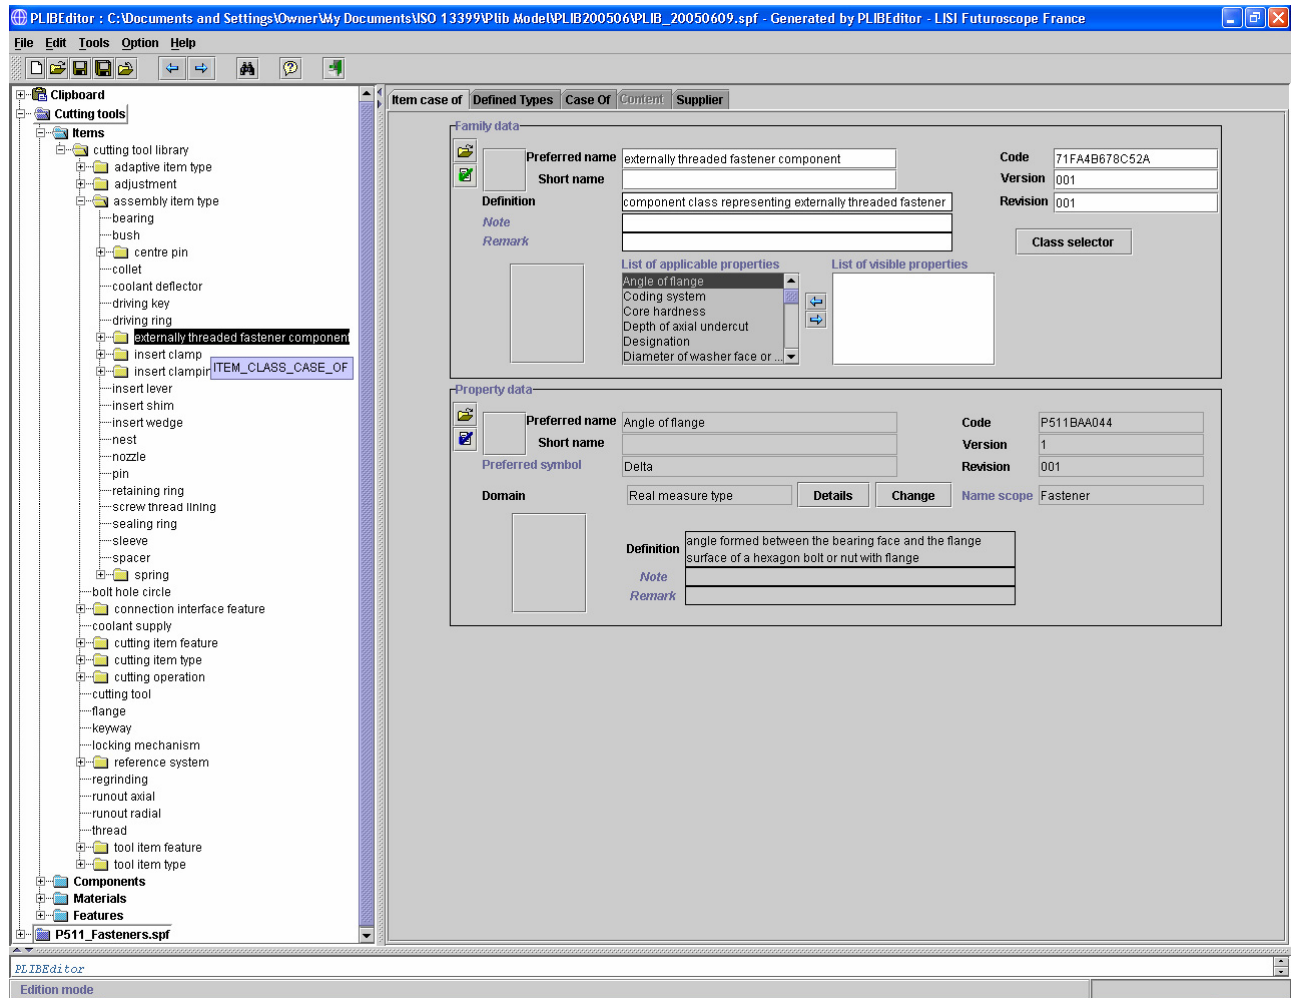 PLIBEditor : C:\Documents and Settings\Owner\My Documents\ISO 13399\Plib Model\PLIB200506\PLIB_20050609.spf - Generated by PLIBEditor - LISI Futuroscope France
File Edit Tools Option Help
Clipboard
Cutting tools
Items
cutting tool library
adaptive item type
adjustment
assembly item type
bearing
bush
centre pin
collet
coolant deflector
driving key
driving ring
externally threaded fastener component
insert clamp
insert clampin
ITEM_CLASS_CASE_OF
insert lever
insert shim
insert wedge
nest
nozzle
pin
retaining ring
screw thread lining
sealing ring
sleeve
spacer
spring
bolt hole circle
connection interface feature
coolant supply
cutting item feature
cutting item type
cutting operation
cutting tool
flange
keyway
locking mechanism
reference system
regrinding
runout axial
runout radial
thread
tool item feature
tool item type
Components
Materials
Features
P511_Fasteners.spf
Item case of Defined Types Case Of Content Supplier
Family data
Preferred name externally threaded fastener component Code 71FA4B678C52A
Short name Version 001
Definition component class representing externally threaded fastener Revision 001
Note
Remark Class selector
List of applicable properties List of visible properties
Angle of flange
Coding system
Core hardness
Depth of axial undercut
Designation
Diameter of washer face or ...
Property data
Preferred name Angle of flange Code P511BAA044
Short name Version 1
Preferred symbol Delta Revision 001
Domain Real measure type Details Change Name scope Fastener
Definition angle formed between the bearing face and the flange
surface of a hexagon bolt or nut with flange
Note
Remark
PLIBEditor
Edition mode